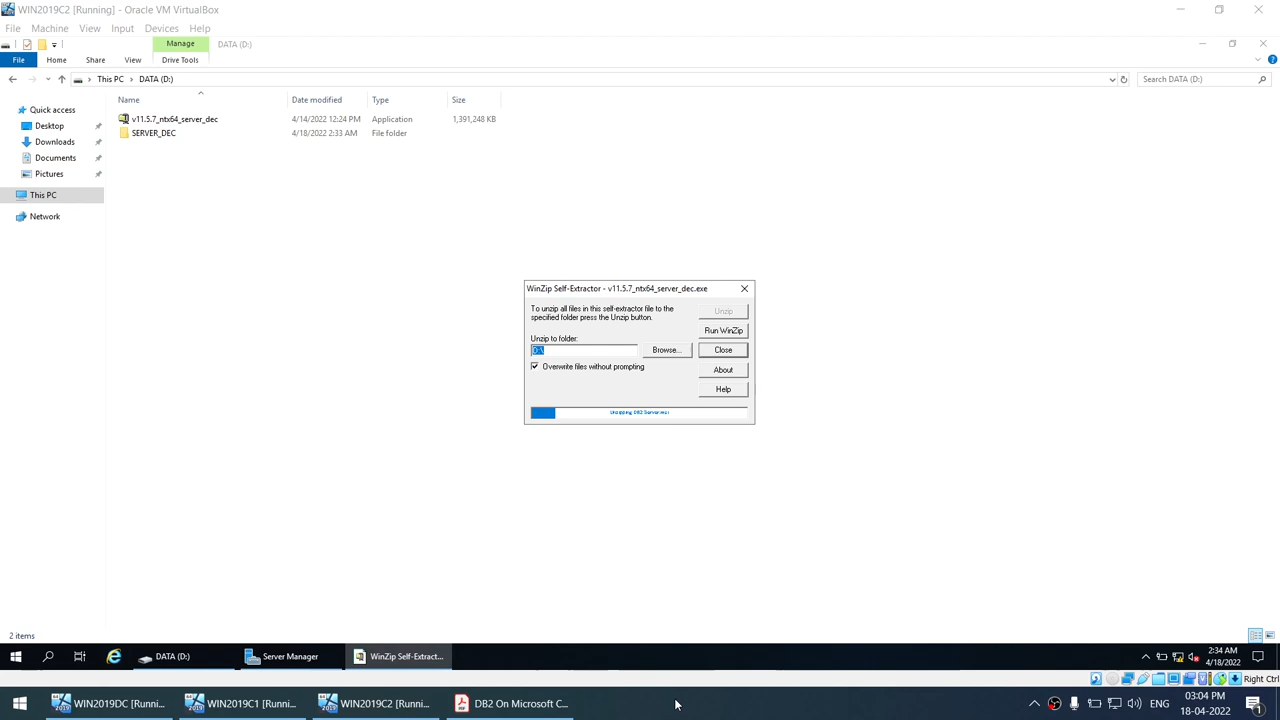 WIN2019C2 [Running] - Oracle VM VirtualBox
File Machine View Input Devices Help
Manage DATA (D:)
File Home Share View Drive Tools
This PC DATA (D:) Search DATA (D:)
Name Date modified Type Size
Quick access
Desktop
Downloads
Documents
Pictures
This PC
Network
v11.5.7_ntx64_server_dec 4/14/2022 12:24 PM Application 1,391,248 KB
SERVER_DEC 4/18/2022 2:33 AM File folder
WinZip Self-Extractor - v11.5.7_ntx64_server_dec.exe
To unzip all files in this self-extractor file to the
specified folder press the Unzip button.
Unzip to folder:
D:\
Browse...
Overwrite files without prompting
Unzip
Run WinZip
Close
About
Help
Unzipping DB2 Server.msi
2 items
DATA (D:) Server Manager WinZip Self-Extract...
2:34 AM
4/18/2022
Right Ctrl
WIN2019DC [Runni... WIN2019C1 [Runni... WIN2019C2 [Runni... DB2 On Microsoft C...
ENG
03:04 PM
18-04-2022
1